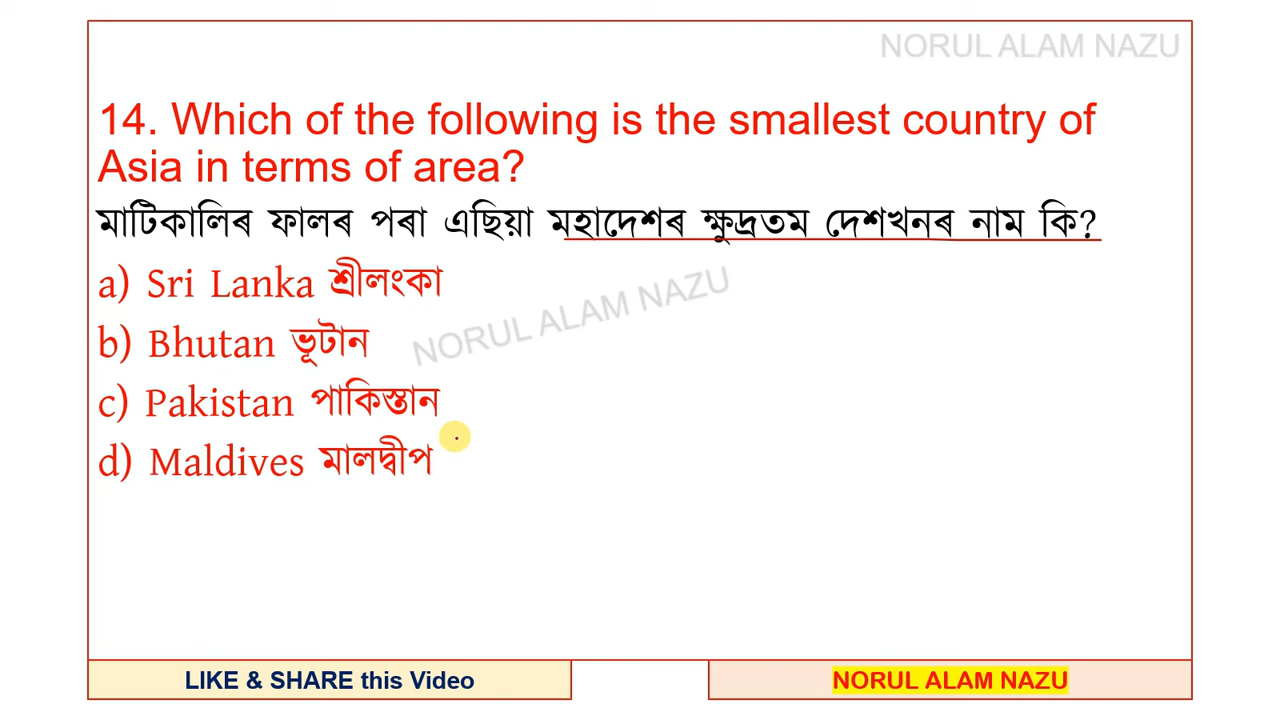 NORUL ALAM NAZU
14. Which of the following is the smallest country of
Asia in terms of area?
মাটিকালিৰ ফালৰ পৰা এছিয়া মহাদেশৰ ক্ষুদ্ৰতম দেশখনৰ নাম কি?
a) Sri Lanka শ্ৰীলংকা
b) Bhutan ভূটান
NORUL ALAM NAZU
c) Pakistan পাকিস্তান
d) Maldives মালদ্বীপ
LIKE & SHARE this Video
NORUL ALAM NAZU